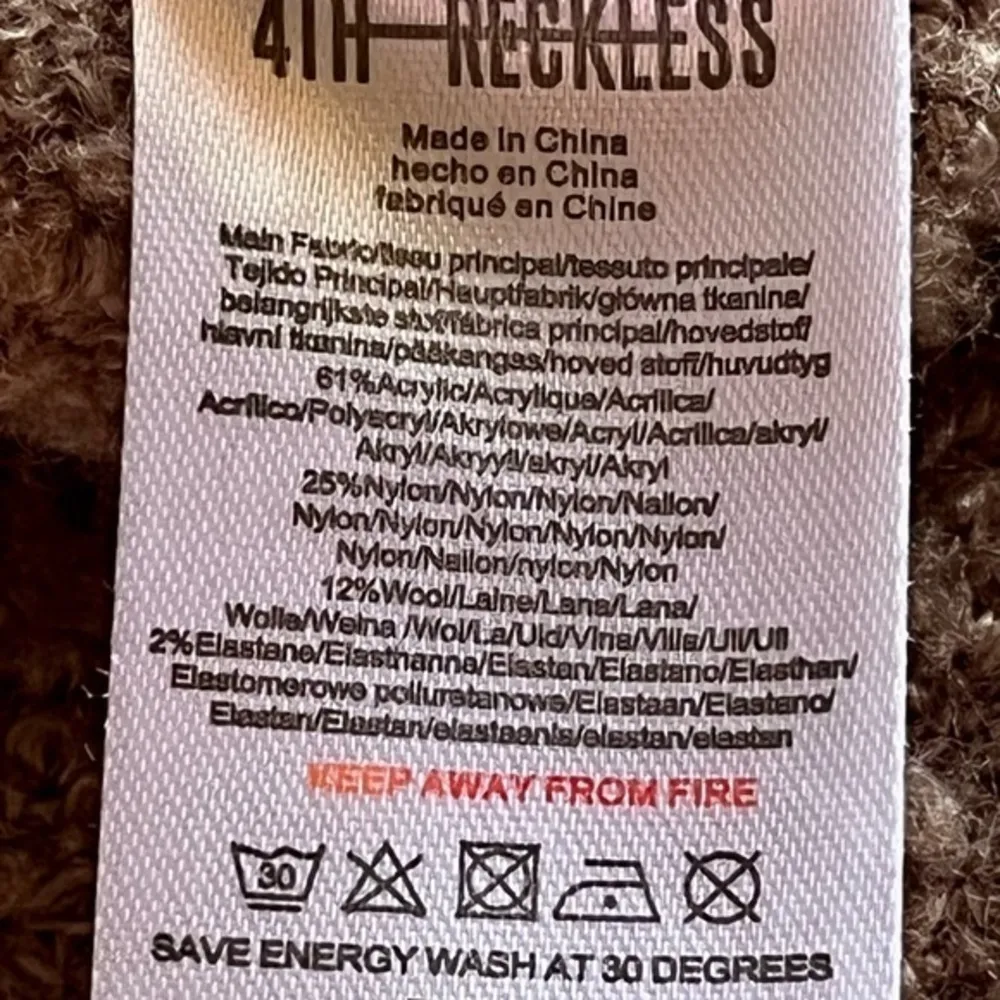 4TH RECKLESS
Made in China
hecho en China
fabriqué en Chine
Main Fabric/tissu principal/tessuto principale/
Tejido Principal/Hauptfabrik/główna tkanina/
belangrijkste stof/fábrica principal/hovedstoff
hlavní tkanina/pääkangas/hoved stoff/huvudtyg
61%Acrylic/Acrylique/Acrilica/
Acrílico/Polyacryl/Akrylowe/Acryl/Acrilica/akryl/
Akryl/Akryyli/akryl/Akryl
25%Nylon/Nylon/Nylon/Nailon/
Nylon/Nylon/Nylon/Nylon/Nylon/
Nylon/Nailon/nylon/Nylon
12%Wool/Laine/Lana/Lana/
Wolle/Wełna /Wol/La/Uld/Vlna/Villa/Ull/Ull
2%Elastane/Elasthanne/Elastan/Elastano/Elasthan/
Elastomerowe poliuretanowe/Elastaan/Elastano/
Elastan/Elastan/elastaania/elastan/elastan
KEEP AWAY FROM FIRE
30
SAVE ENERGY WASH AT 30 DEGREES